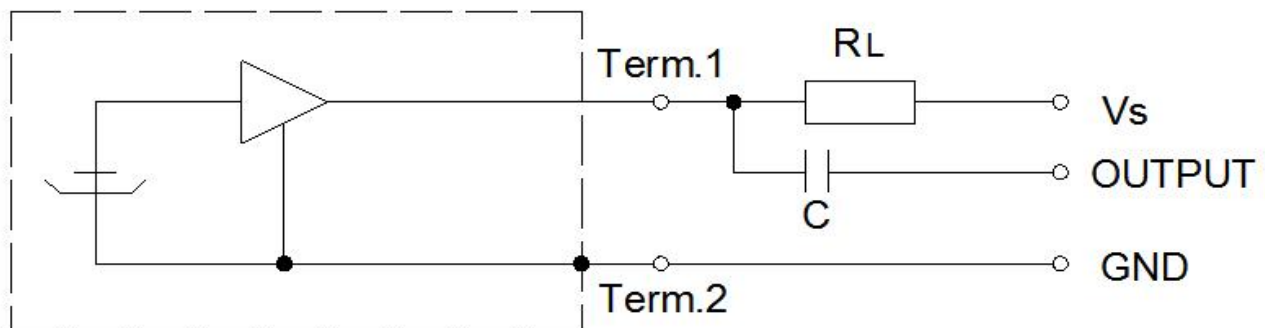 RL
Term.1
Vs
OUTPUT
C
GND
Term.2